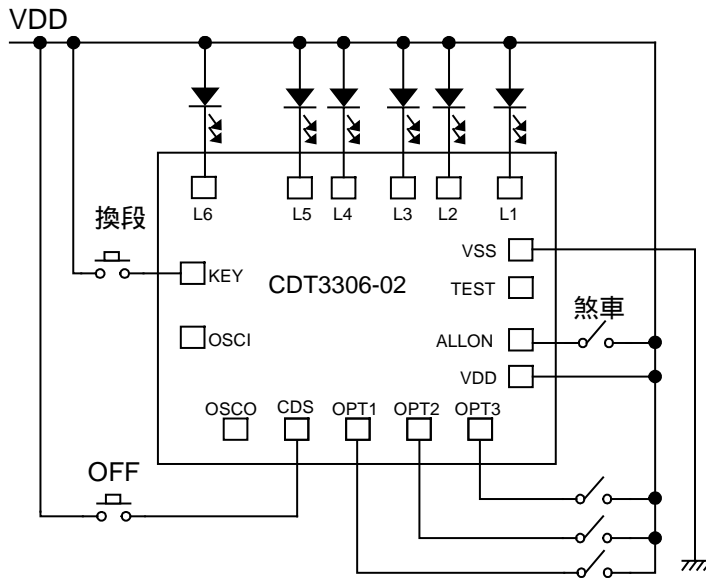 VDD
L6 L5 L4 L3 L2 L1
換段
VSS
KEY
CDT3306-02
TEST
煞車
OSCI
ALLON
VDD
OSCO CDS OPT1 OPT2 OPT3
OFF